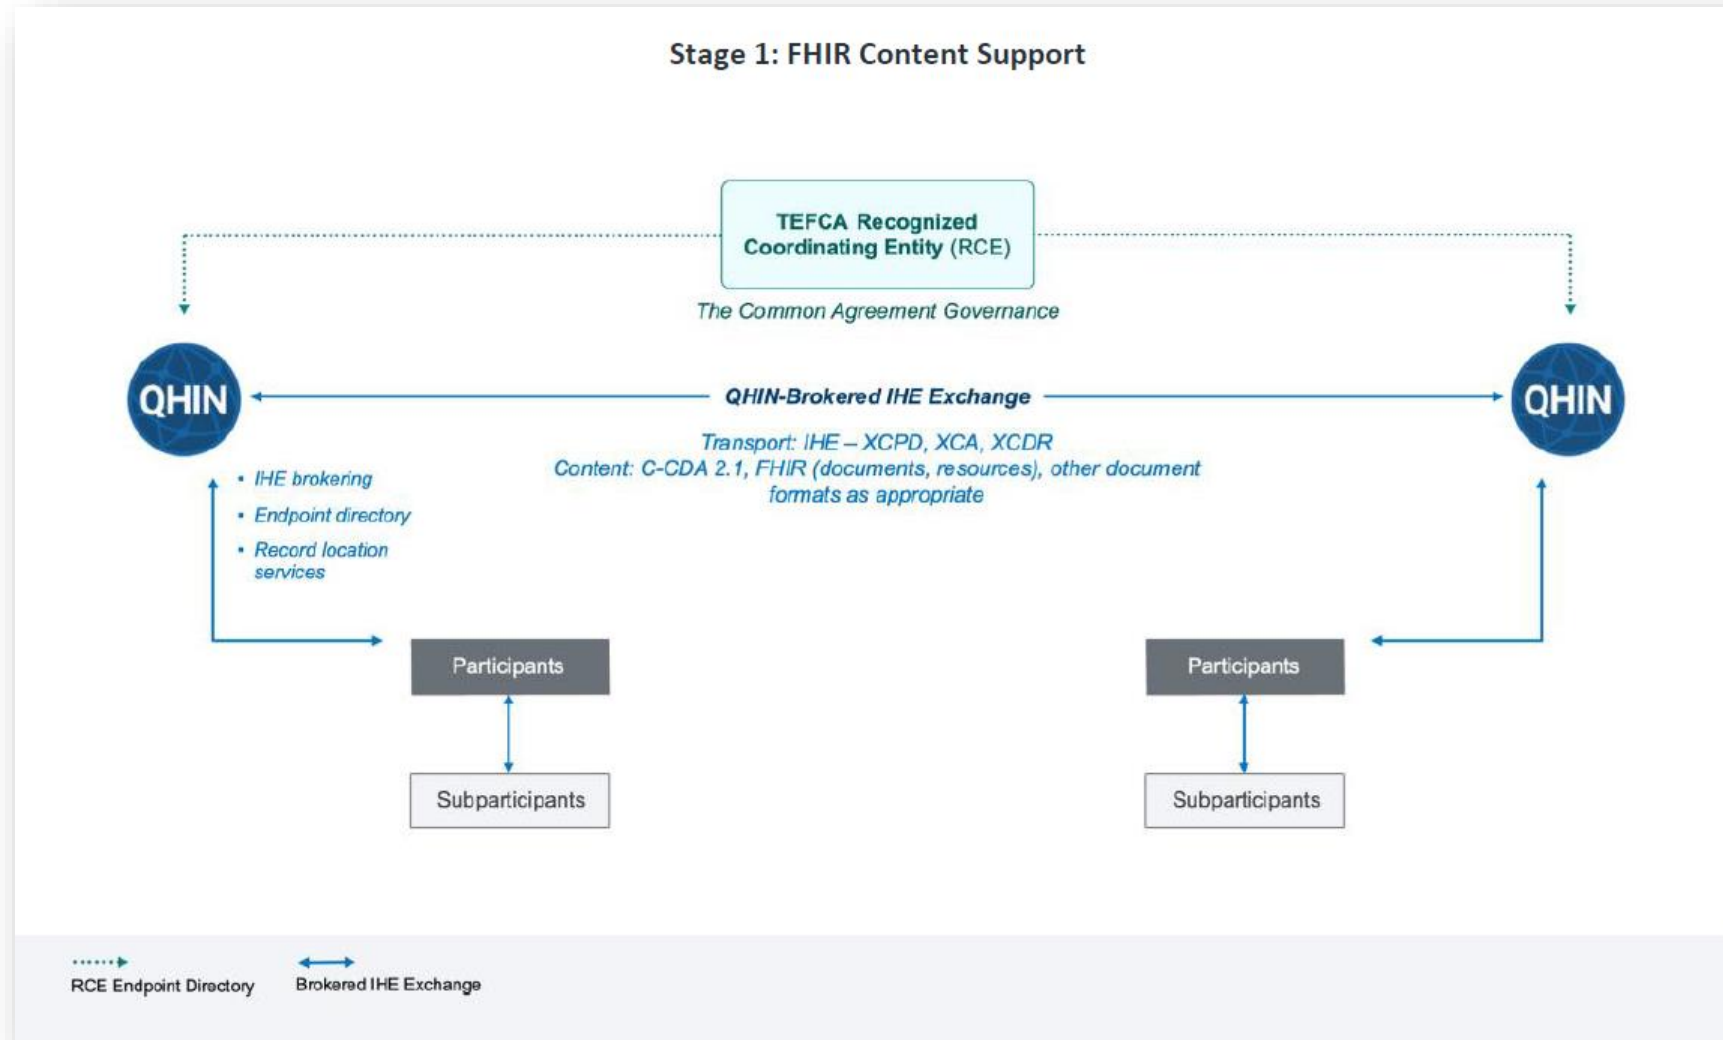 Stage 1: FHIR Content Support
TEFCA Recognized
Coordinating Entity (RCE)
The Common Agreement Governance
QHIN
QHIN-Brokered IHE Exchange
QHIN
Transport: IHE – XCPD, XCA, XCDR
Content: C-CDA 2.1, FHIR (documents, resources), other document
formats as appropriate
• IHE brokering
• Endpoint directory
• Record location
services
Participants
Participants
Subparticipants
Subparticipants
RCE Endpoint Directory
Brokered IHE Exchange